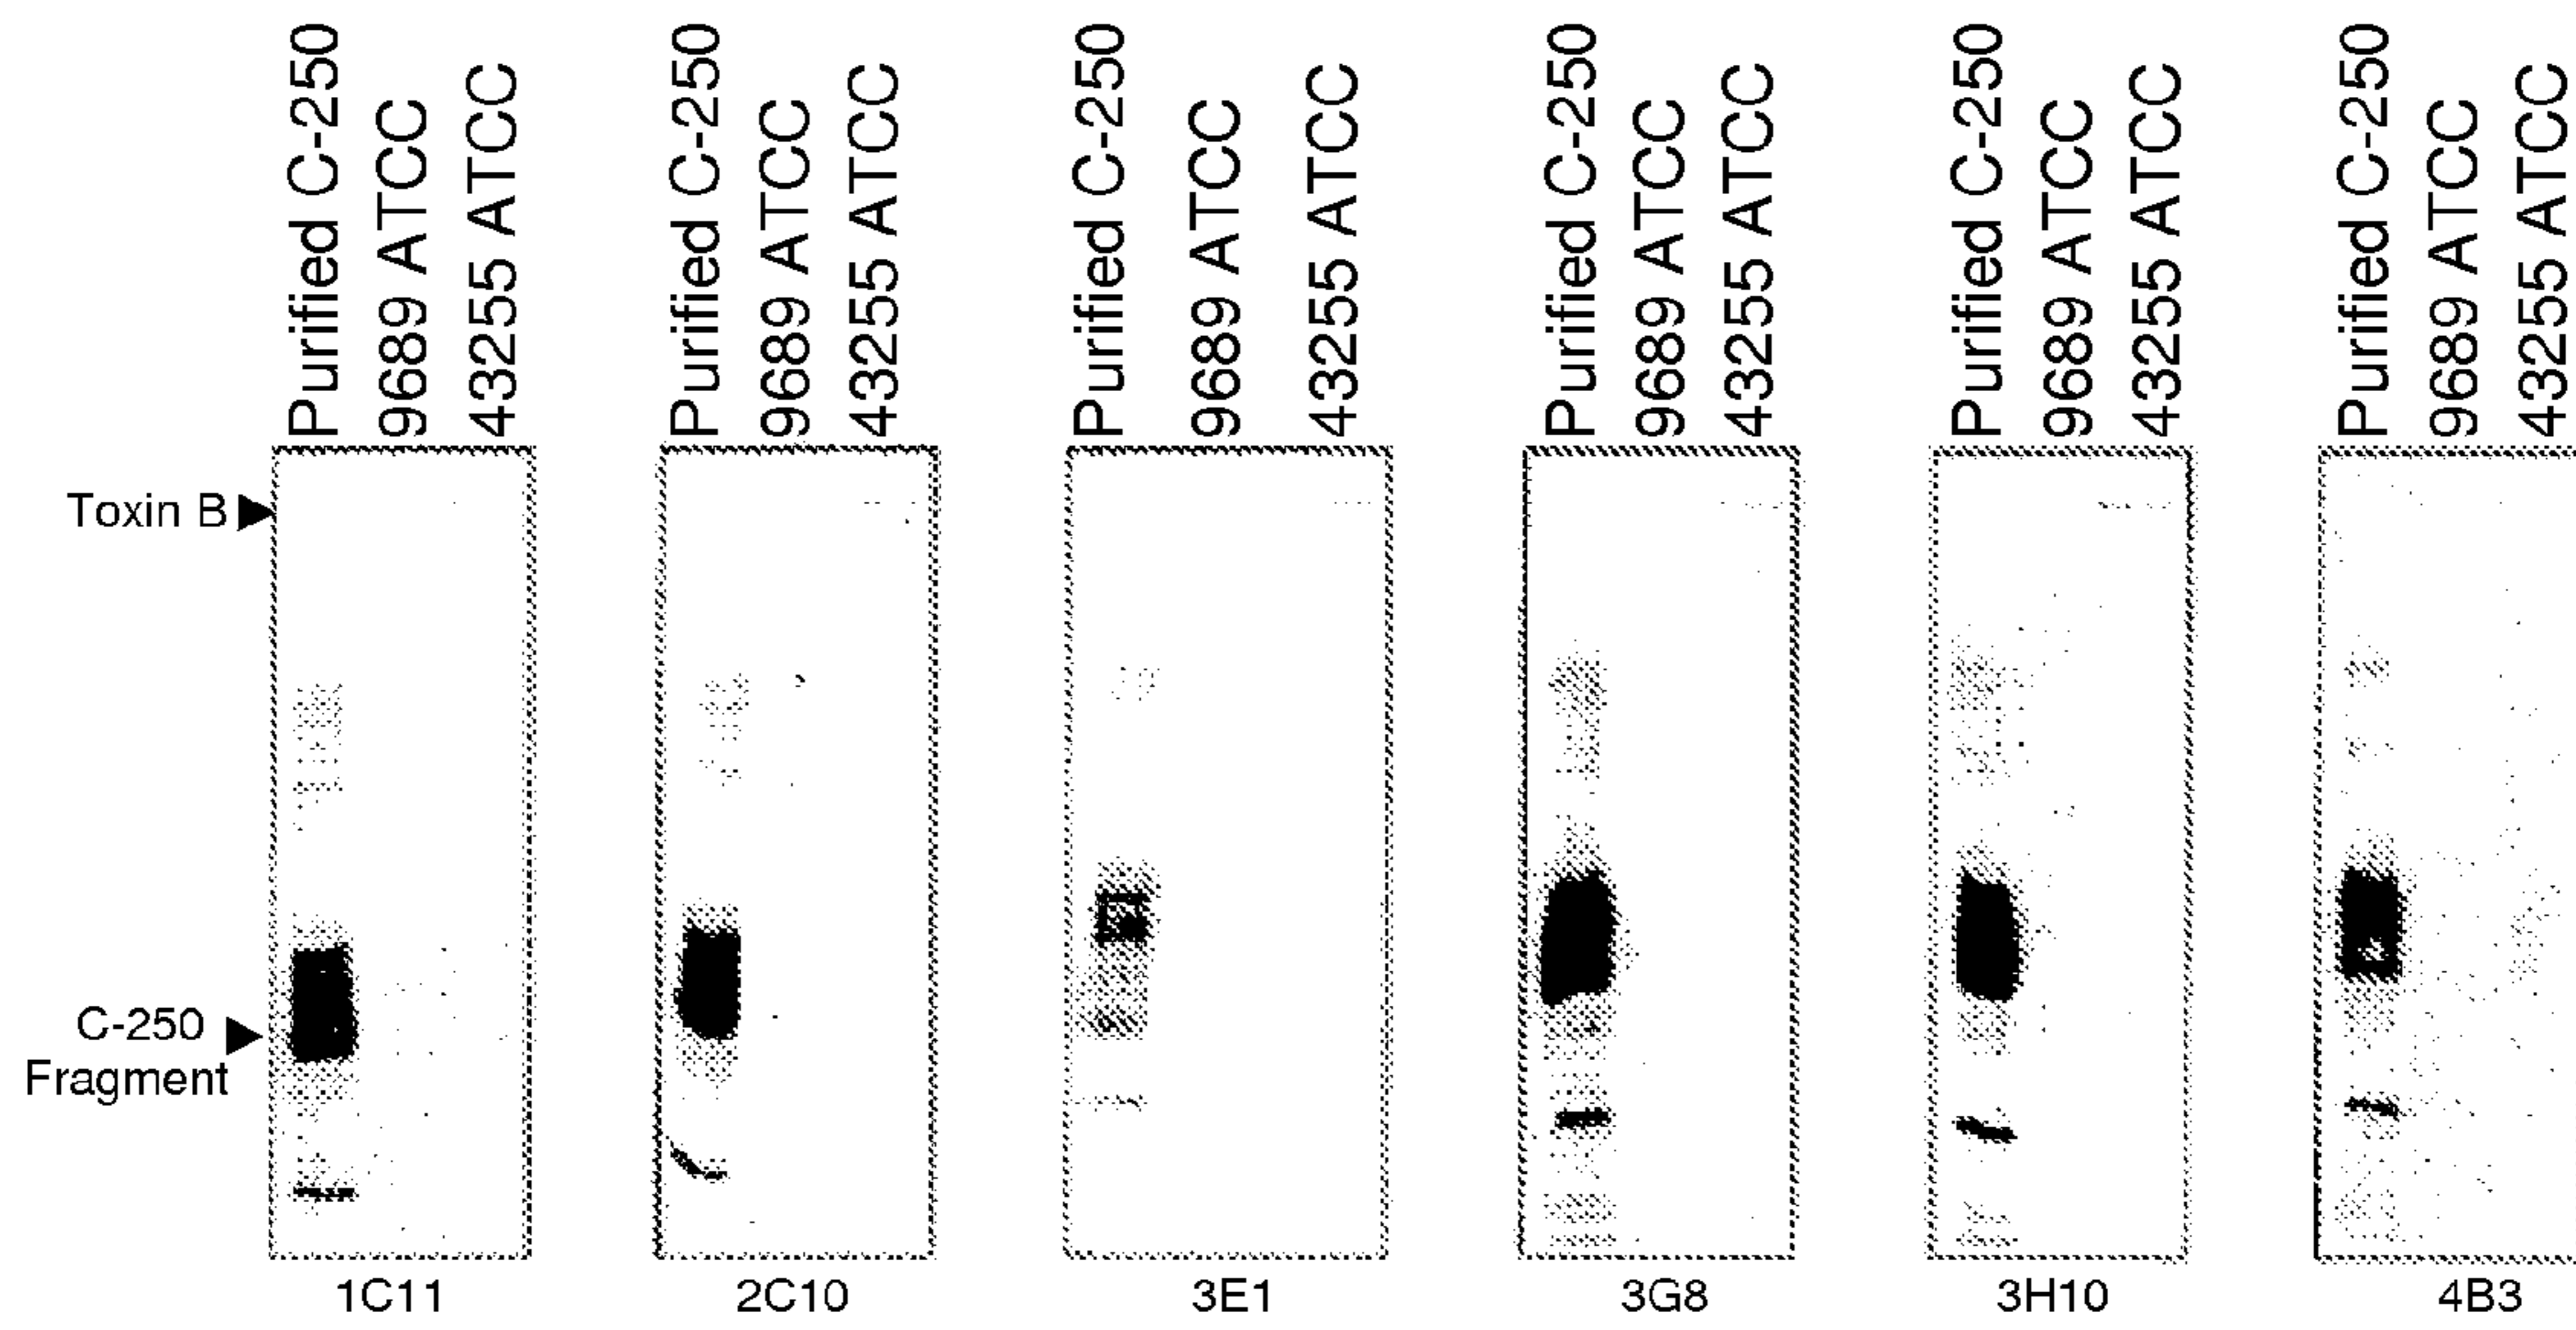 Purified C-250
9689 ATCC
43255 ATCC
Purified C-250
9689 ATCC
43255 ATCC
Purified C-250
9689 ATCC
43255 ATCC
Purified C-250
9689 ATCC
43255 ATCC
Purified C-250
9689 ATCC
43255 ATCC
Purified C-250
9689 ATCC
43255 ATCC
Toxin B
C-250
Fragment
1C11
2C10
3E1
3G8
3H10
4B3